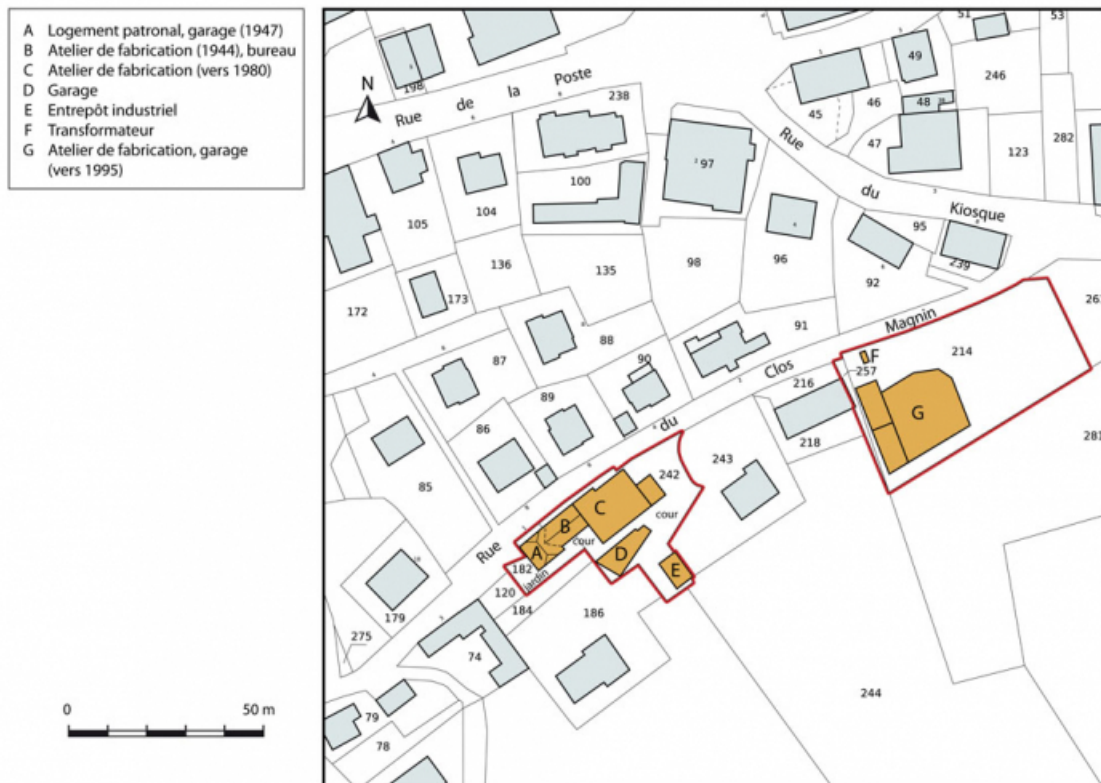 A Logement patronal, garage (1947)
B Atelier de fabrication (1944), bureau
C Atelier de fabrication (vers 1980)
D Garage
E Entrepôt industriel
F Transformateur
G Atelier de fabrication, garage
(vers 1995)
N
0 50 m
Rue de la Poste
Rue du Kiosque
Rue du Clos Magnin
51
53
49
198
238
246
45
46
48
47
282
123
97
100
105
104
95
136
135
98
96
239
173
92
172
91
88
87
90
F
214
257
216
89
G
86
218
281
243
85
242
C
cour
B
cour
A
D
E
182
jardin
120
184
179
186
275
74
244
79
78